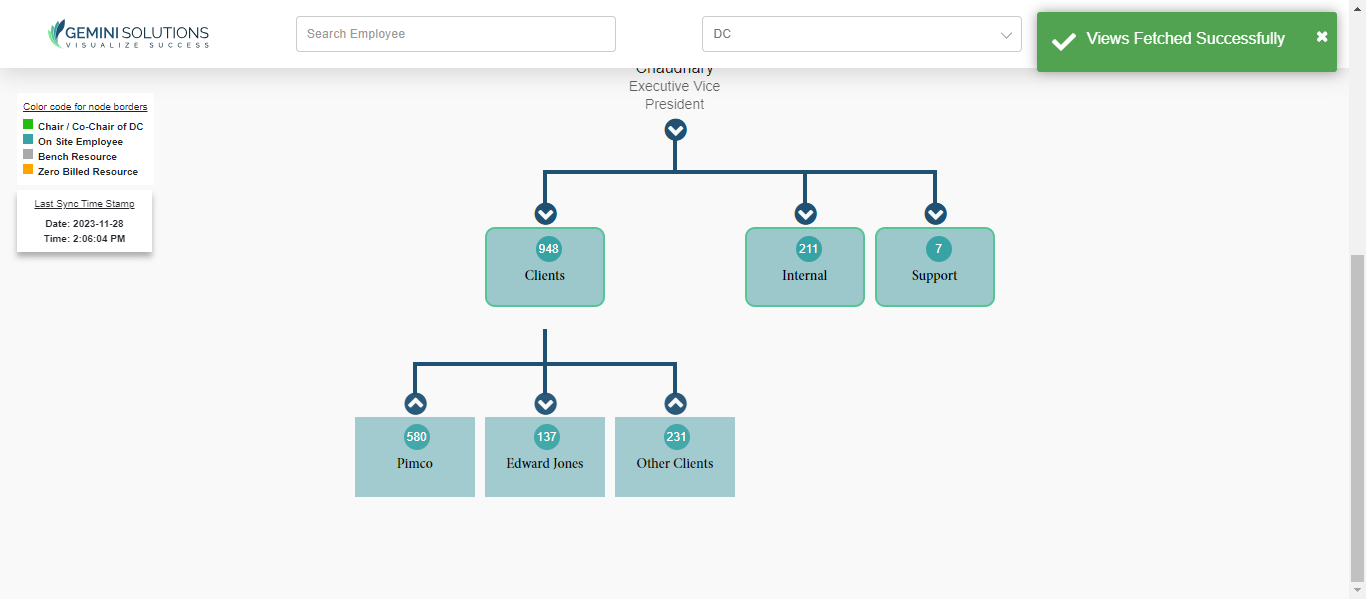 GEMINI SOLUTIONS
VISUALIZE SUCCESS
Search Employee
DC
Views Fetched Successfully
Chaudhary
Executive Vice
President
Color code for node borders
Chair / Co-Chair of DC
On Site Employee
Bench Resource
Zero Billed Resource
Last Sync Time Stamp
Date: 2023-11-28
Time: 2:06:04 PM
948
Clients
211
Internal
7
Support
580
Pimco
137
Edward Jones
231
Other Clients